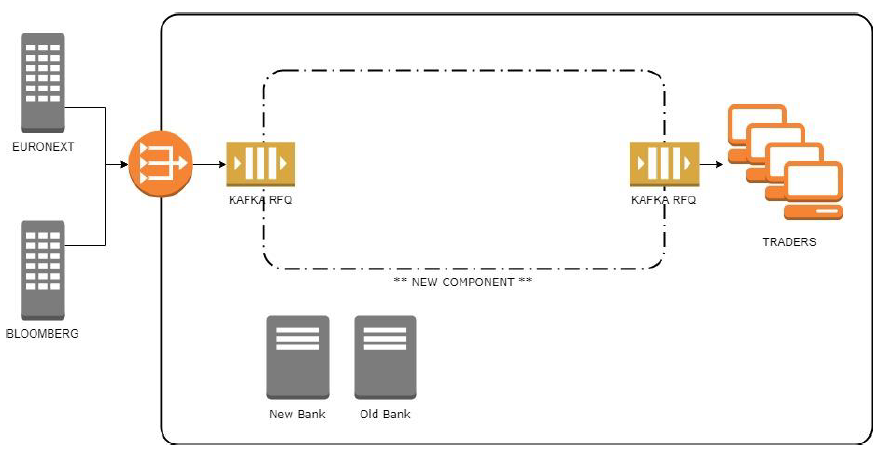 EURONEXT
KAFKA RFQ
KAFKA RFQ
TRADERS
** NEW COMPONENT **
BLOOMBERG
New Bank
Old Bank